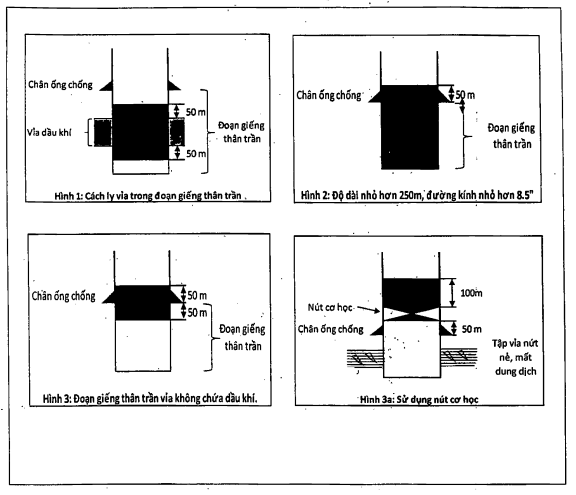 Chân ống chống
50 m
Vỉa dầu khí
Đoạn giếng
thân trần
50 m
Hình 1: Cách ly vỉa trong đoạn giếng thân trần
Chân ống chống
50 m
Đoạn giếng
thân trần
Hình 2: Độ dài nhỏ hơn 250m, đường kính nhỏ hơn 8.5"
Chân ống chống
50 m
50 m
Đoạn giếng
thân trần
Hình 3: Đoạn giếng thân trần vỉa không chứa dầu khí.
100m
Nút cơ học
Chân ống chống
50 m
Tập vỉa nứt
nẻ, mất
dung dịch
Hình 3a: Sử dụng nút cơ học